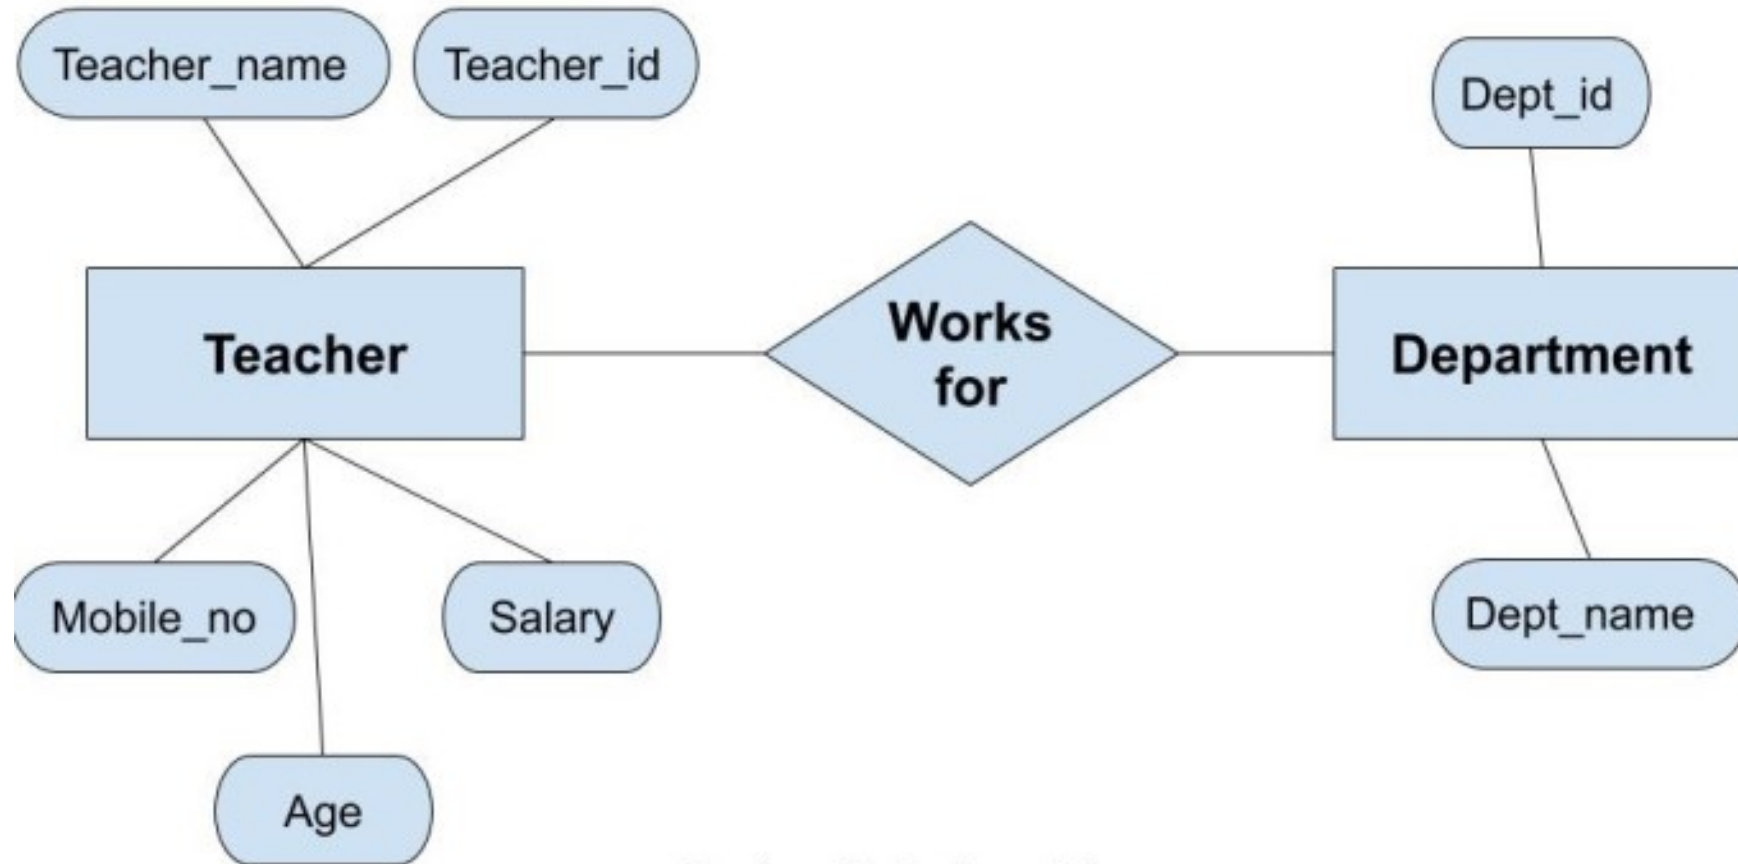 Teacher_name
Teacher_id
Dept_id
Teacher
Works
for
Department
Mobile_no
Salary
Dept_name
Age